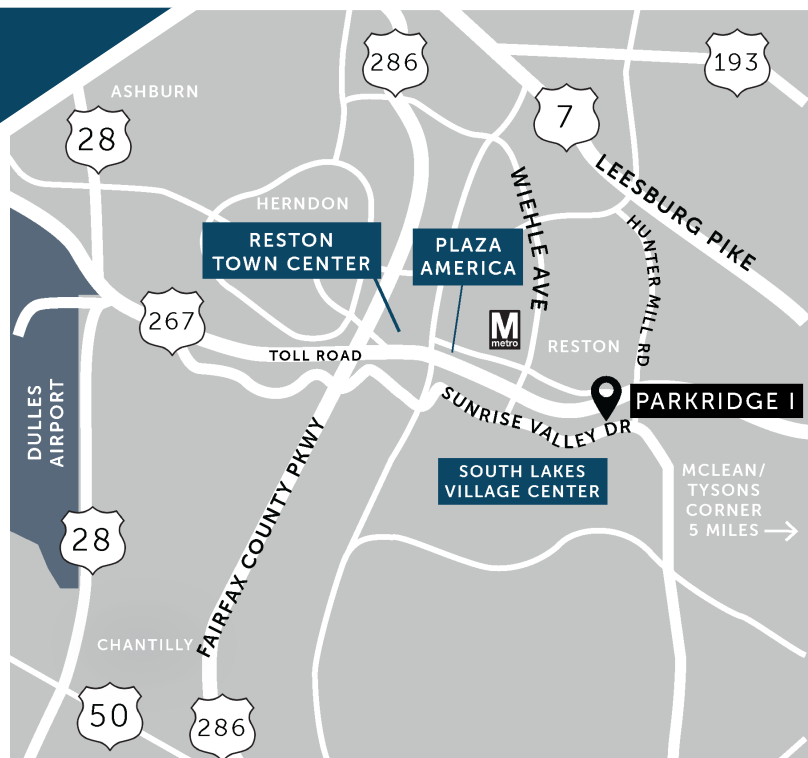 286
193
ASHBURN
7
28
LEESBURG PIKE
WIEHLE AVE
HERNDON
HUNTER MILL RD
RESTON
TOWN CENTER
PLAZA
AMERICA
267
M
metro
RESTON
TOLL ROAD
DULLES
AIRPORT
SUNRISE VALLEY DR
PARKRIDGE I
FAIRFAX COUNTY PKWY
SOUTH LAKES
VILLAGE CENTER
MCLEAN/
TYSONS
CORNER
5 MILES
28
CHANTILLY
50
286